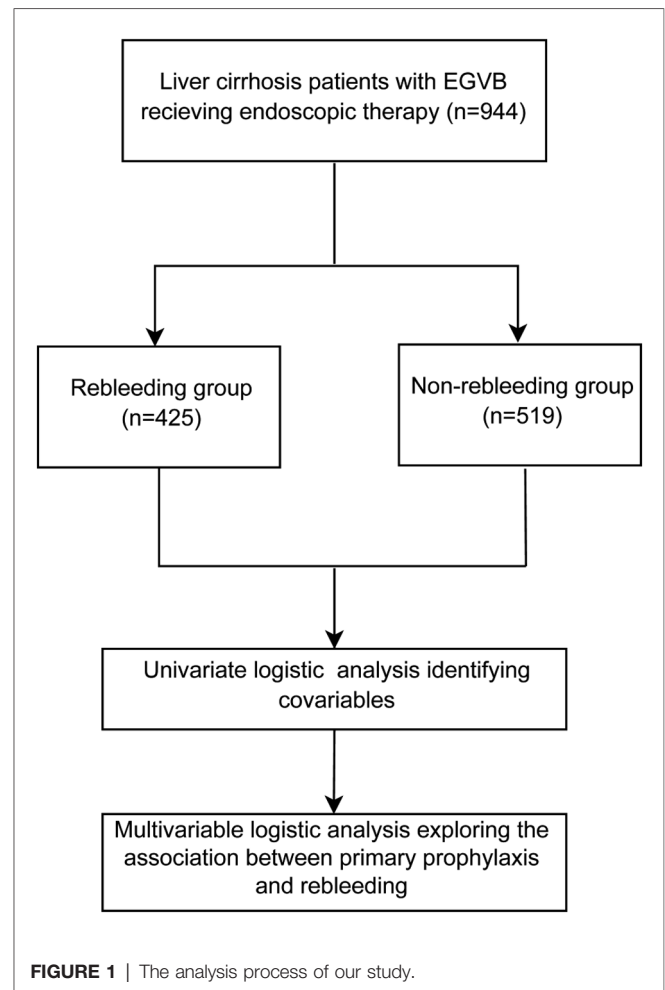 Liver cirrhosis patients with EGVB
recieving endoscopic therapy (n=944)
Rebleeding group
(n=425)
Non-rebleeding group
(n=519)
Univariate logistic analysis identifying
covariables
Multivariable logistic analysis exploring the
association between primary prophylaxis
and rebleeding
FIGURE 1 | The analysis process of our study.